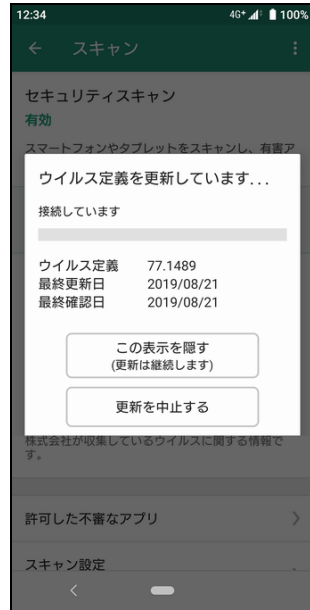 12:34
4G+ 100%
スキャン
セキュリティスキャン
有効
スマートフォンやタブレットをスキャンし、有害ア
ウイルス定義を更新しています...
接続しています
ウイルス定義 77.1489
最終更新日 2019/08/21
最終確認日 2019/08/21
この表示を隠す
(更新は継続します)
更新を中止する
株式会社が収集しているウイルスに関する情報で
す。
許可した不審なアプリ
スキャン設定